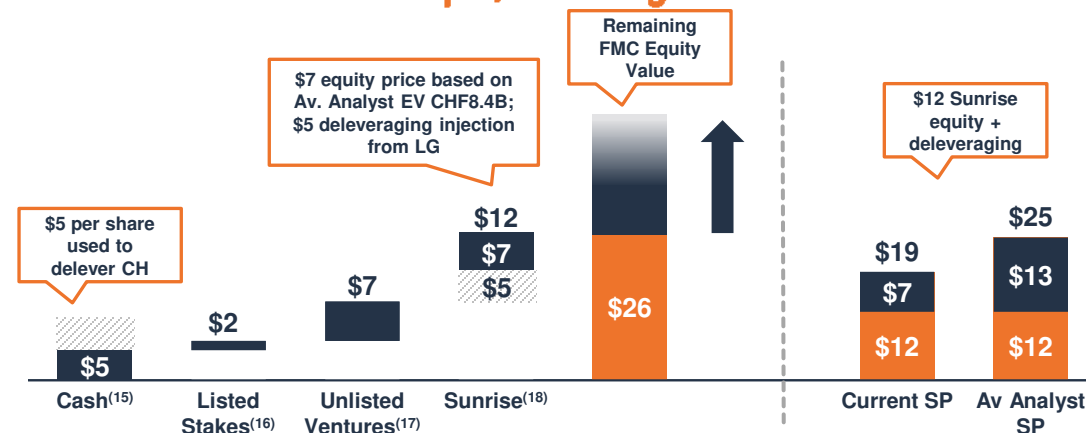 Remaining
FMC Equity
Value
$7 equity price based on
Av. Analyst EV CHF8.4B;
$5 deleveraging injection
from LG
$12 Sunrise
equity +
deleveraging
$5 per share
used to
delever CH
$12
$7
$5
$7
$2
$5
$26
$19
$7
$12
$25
$13
$12
Cash(15)
Listed
Stakes(16)
Unlisted
Ventures(17)
Sunrise(18)
Current SP
Av Analyst
SP